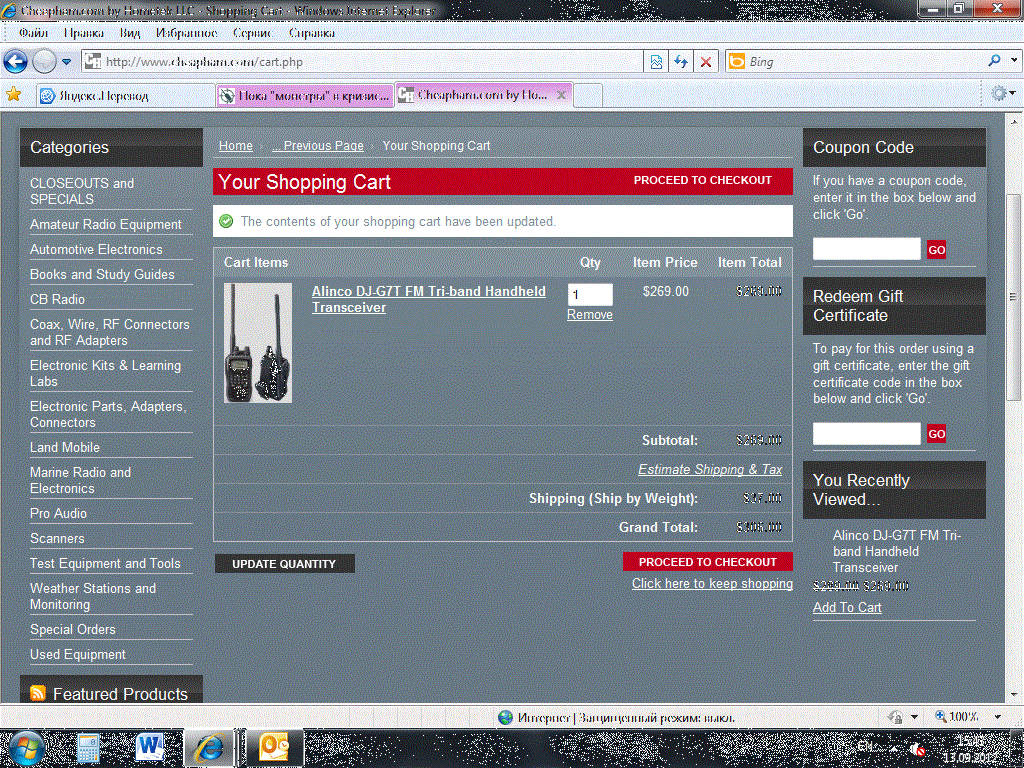 Cheapham.com by Hometek LLC - Shopping Cart - Windows Internet Explorer
Файл Правка Вид Избранное Сервис Справка
http://www.cheapham.com/cart.php
Bing
Яндекс.Перевод
Пока "монстры" в кризис...
Cheapham.com by Ho...
Categories
CLOSEOUTS and
SPECIALS
Amateur Radio Equipment
Automotive Electronics
Books and Study Guides
CB Radio
Coax, Wire, RF Connectors
and RF Adapters
Electronic Kits & Learning
Labs
Electronic Parts, Adapters,
Connectors
Land Mobile
Marine Radio and
Electronics
Pro Audio
Scanners
Test Equipment and Tools
Weather Stations and
Monitoring
Special Orders
Used Equipment
Featured Products
Home › ... Previous Page › Your Shopping Cart
Your Shopping Cart
PROCEED TO CHECKOUT
The contents of your shopping cart have been updated.
Cart Items Qty Item Price Item Total
Alinco DJ-G7T FM Tri-band Handheld
Transceiver
1
Remove
$269.00
$269.00
Subtotal: $269.00
Estimate Shipping & Tax
Shipping (Ship by Weight): $37.00
Grand Total: $306.00
UPDATE QUANTITY
PROCEED TO CHECKOUT
Click here to keep shopping
Coupon Code
If you have a coupon code,
enter it in the box below and
click 'Go'.
GO
Redeem Gift
Certificate
To pay for this order using a
gift certificate, enter the gift
certificate code in the box
below and click 'Go'.
GO
You Recently
Viewed...
Alinco DJ-G7T FM Tri-
band Handheld
Transceiver
$269.00
Add To Cart
Интернет | Защищенный режим: выкл.
100%
EN
13.09.2012